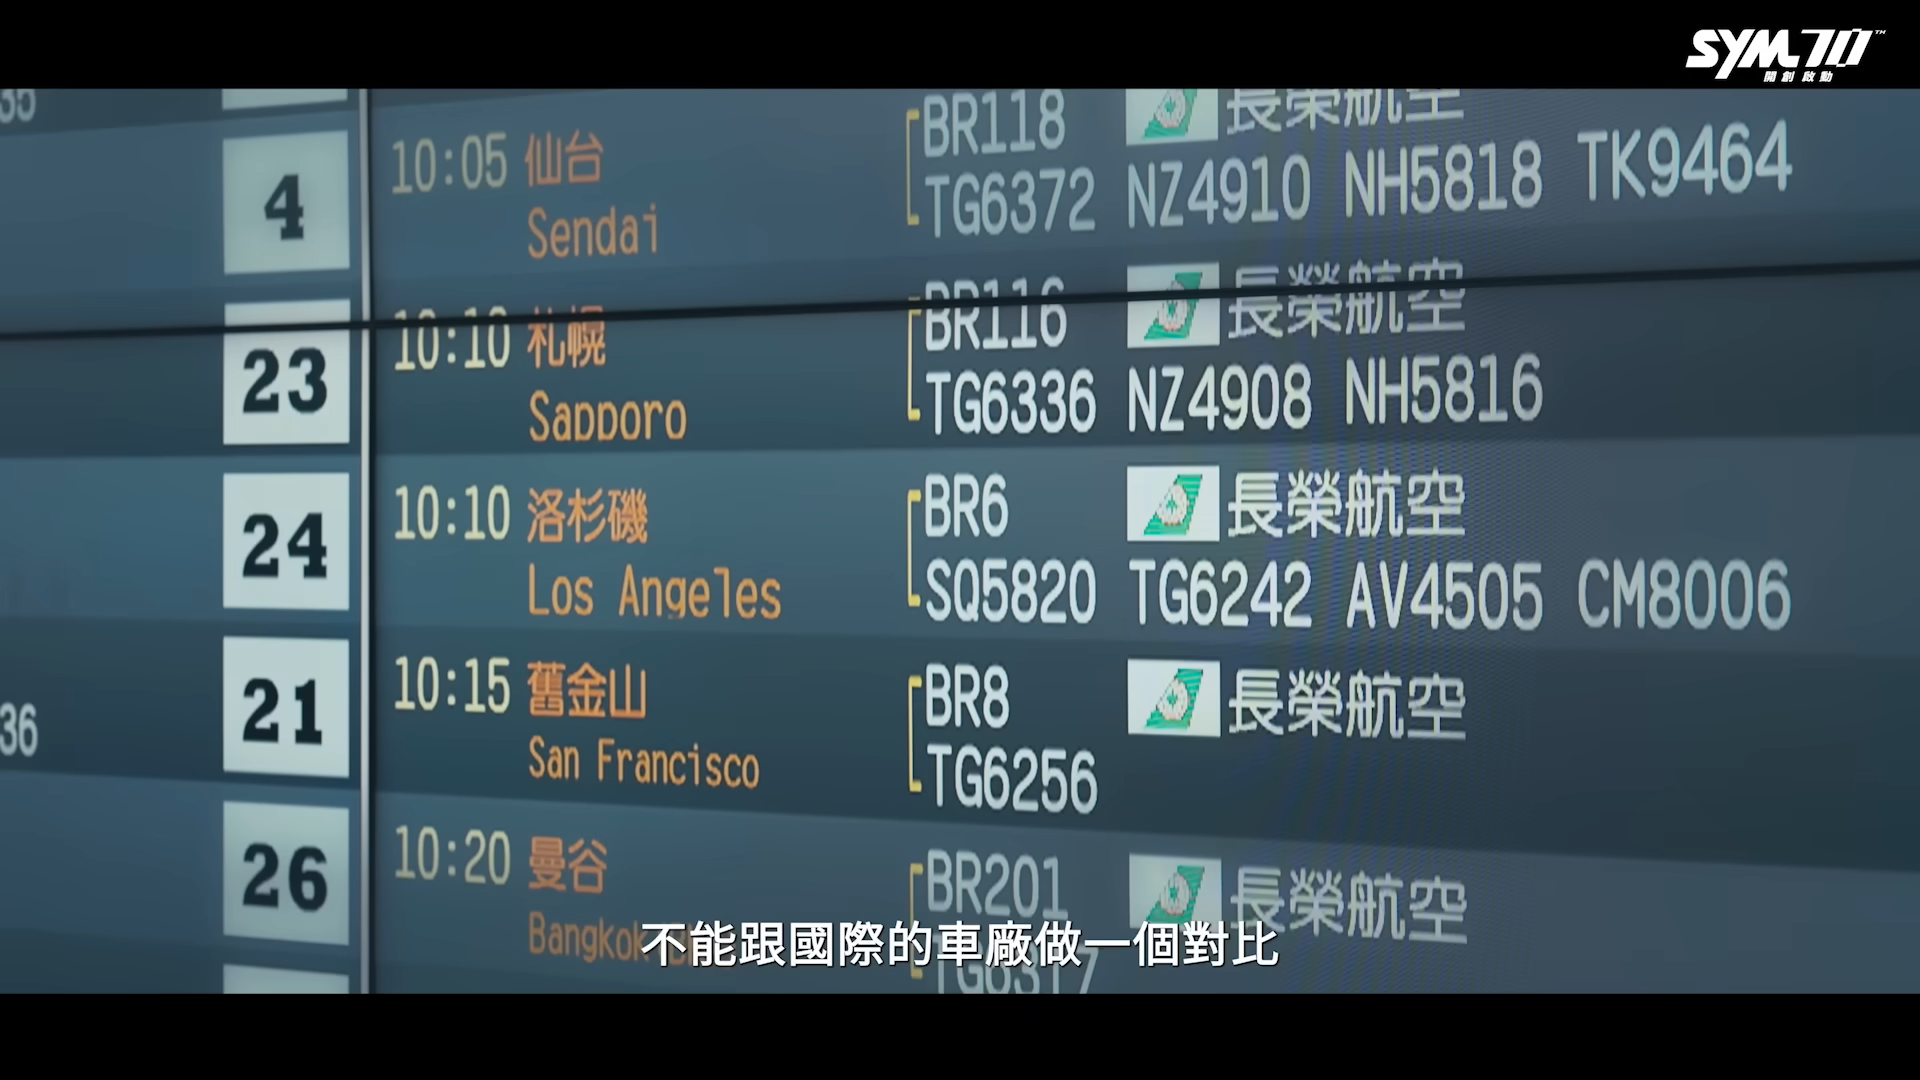 SYM 70™
開創啟動
35
4 10:05 仙台 BR118 長榮航空
Sendai TG6372 NZ4910 NH5818 TK9464
23 10:10 札幌 BR116 長榮航空
Sapporo TG6336 NZ4908 NH5816
24 10:10 洛杉磯 BR6 長榮航空
Los Angeles SQ5820 TG6242 AV4505 CM8006
21 10:15 舊金山 BR8 長榮航空
36 San Francisco TG6256
26 10:20 曼谷 BR201 長榮航空
Bangkok TG6317
不能跟國際的車廠做一個對比